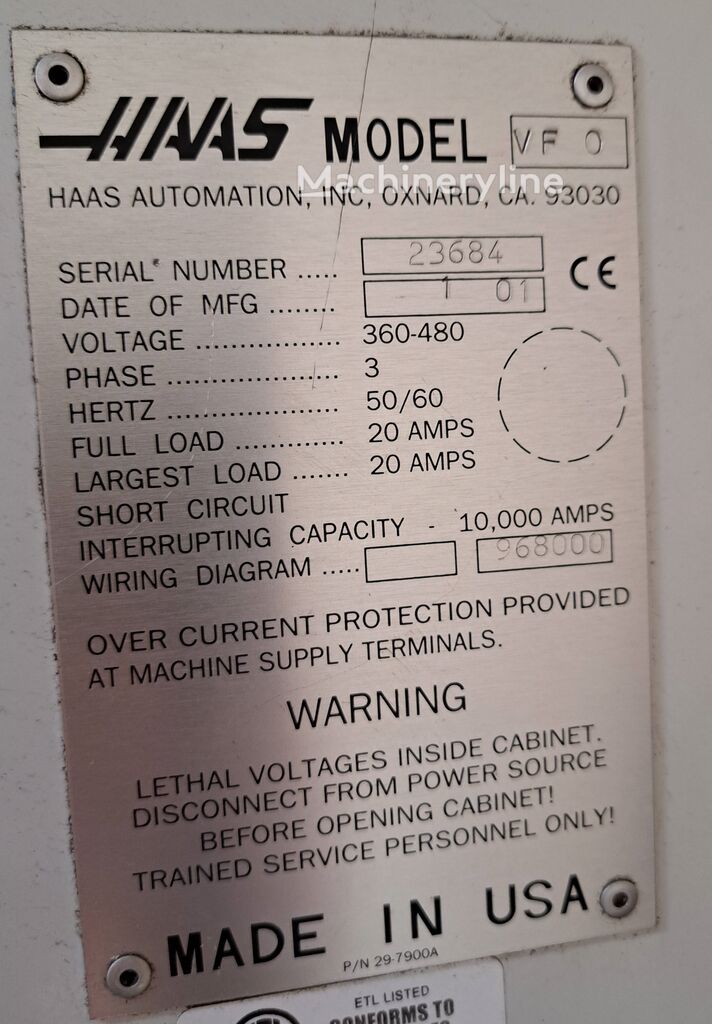 HAAS MODEL VF 0
Machineryline
HAAS AUTOMATION, INC, OXNARD, CA. 93030
SERIAL NUMBER ..... 23684
CE
DATE OF MFG ........ 1 01
VOLTAGE ................. 360-480
PHASE .................... 3
HERTZ .................... 50/60
FULL LOAD ............. 20 AMPS
LARGEST LOAD ....... 20 AMPS
SHORT CIRCUIT
INTERRUPTING CAPACITY - 10,000 AMPS
WIRING DIAGRAM ..... 968000
OVER CURRENT PROTECTION PROVIDED
AT MACHINE SUPPLY TERMINALS.
WARNING
LETHAL VOLTAGES INSIDE CABINET.
DISCONNECT FROM POWER SOURCE
BEFORE OPENING CABINET!
TRAINED SERVICE PERSONNEL ONLY!
MADE IN USA
P/N 29-7900A
ETL LISTED
CONFORMS TO